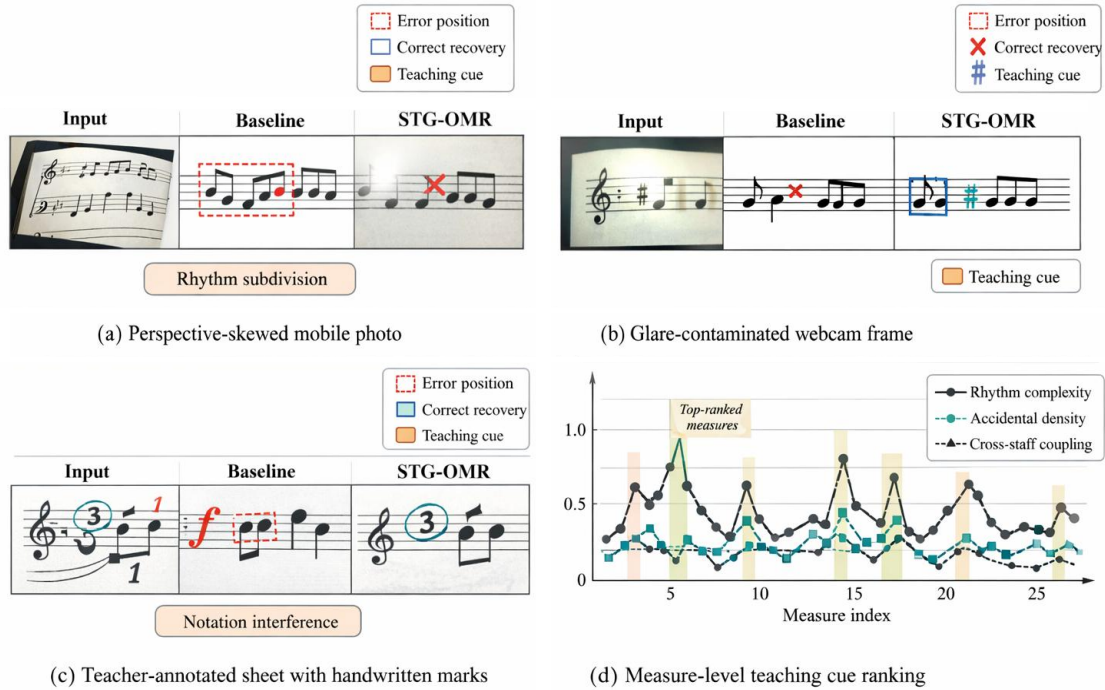 Error position
Correct recovery
Teaching cue
Input
Baseline
STG-OMR
Rhythm subdivision
(a) Perspective-skewed mobile photo
Error position
Correct recovery
Teaching cue
Input
Baseline
STG-OMR
Teaching cue
(b) Glare-contaminated webcam frame
Error position
Correct recovery
Teaching cue
Input
Baseline
STG-OMR
3
1
1
f
3
Notation interference
(c) Teacher-annotated sheet with handwritten marks
Top-ranked
measures
Rhythm complexity
Accidental density
Cross-staff coupling
1.0
0.5
0
5
10
15
20
25
Measure index
(d) Measure-level teaching cue ranking